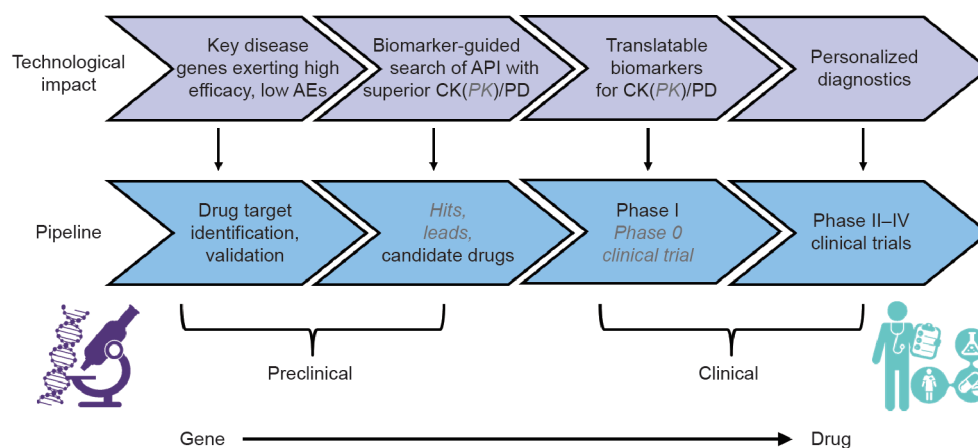 Technological
impact
Key disease
genes exerting high
efficacy, low AEs
Biomarker-guided
search of API with
superior CK(PK)/PD
Translatable
biomarkers
for CK(PK)/PD
Personalized
diagnostics
Pipeline
Drug target
identification,
validation
Hits,
leads,
candidate drugs
Phase I
Phase 0
clinical trial
Phase II–IV
clinical trials
Preclinical
Clinical
Gene
Drug